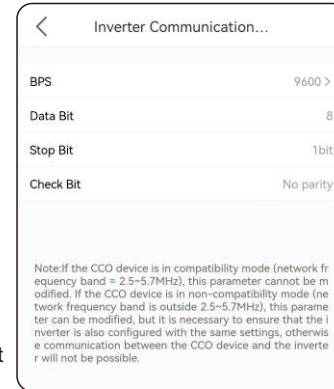 Inverter Communication…
BPS 9600 >
Data Bit 8
Stop Bit 1bit
Check Bit No parity
Note:If the CCO device is in compatibility mode (network fr
equency band = 2.5~5.7MHz), this parameter cannot be m
odified. If the CCO device is in non-compatibility mode (ne
twork frequency band is outside 2.5~5.7MHz), this parame
ter can be modified, but it is necessary to ensure that the i
nverter is also configured with the same settings, otherwis
e communication between the CCO device and the inverte
r will not be possible.
t